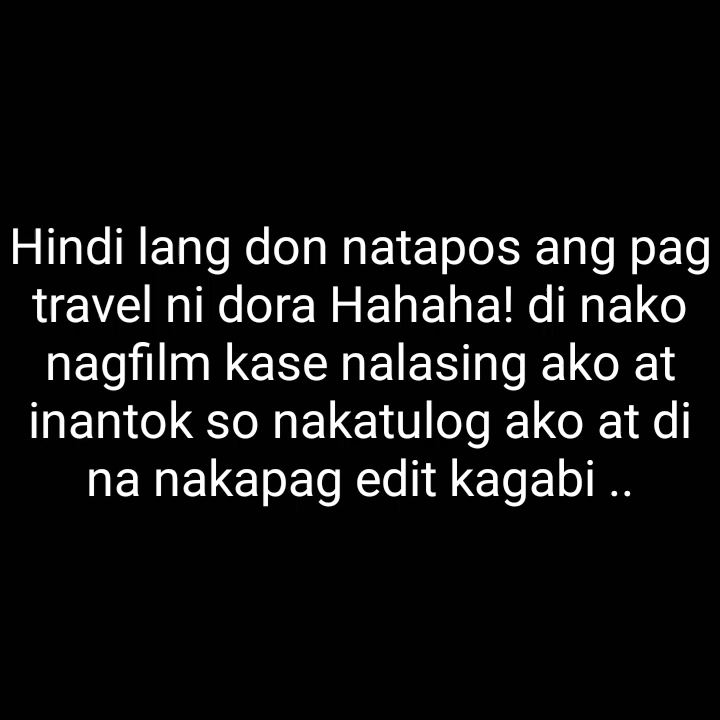 Hindi lang don natapos ang pag
travel ni dora Hahaha! di nako
nagfilm kase nalasing ako at
inantok so nakatulog ako at di
na nakapag edit kagabi ..